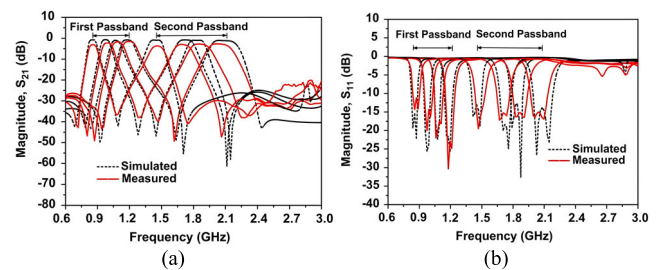 First Passband Second Passband
Magnitude, S21 (dB)
10
0
-10
-20
-30
-40
-50
-60
-70
-80
Simulated
Measured
0.6 0.9 1.2 1.5 1.8 2.1 2.4 2.7 3.0
Frequency (GHz)
(a)
First Passband Second Passband
Magnitude, S11 (dB)
5
0
-5
-10
-15
-20
-25
-30
-35
-40
Simulated
Measured
0.6 0.9 1.2 1.5 1.8 2.1 2.4 2.7 3.0
Frequency (GHz)
(b)